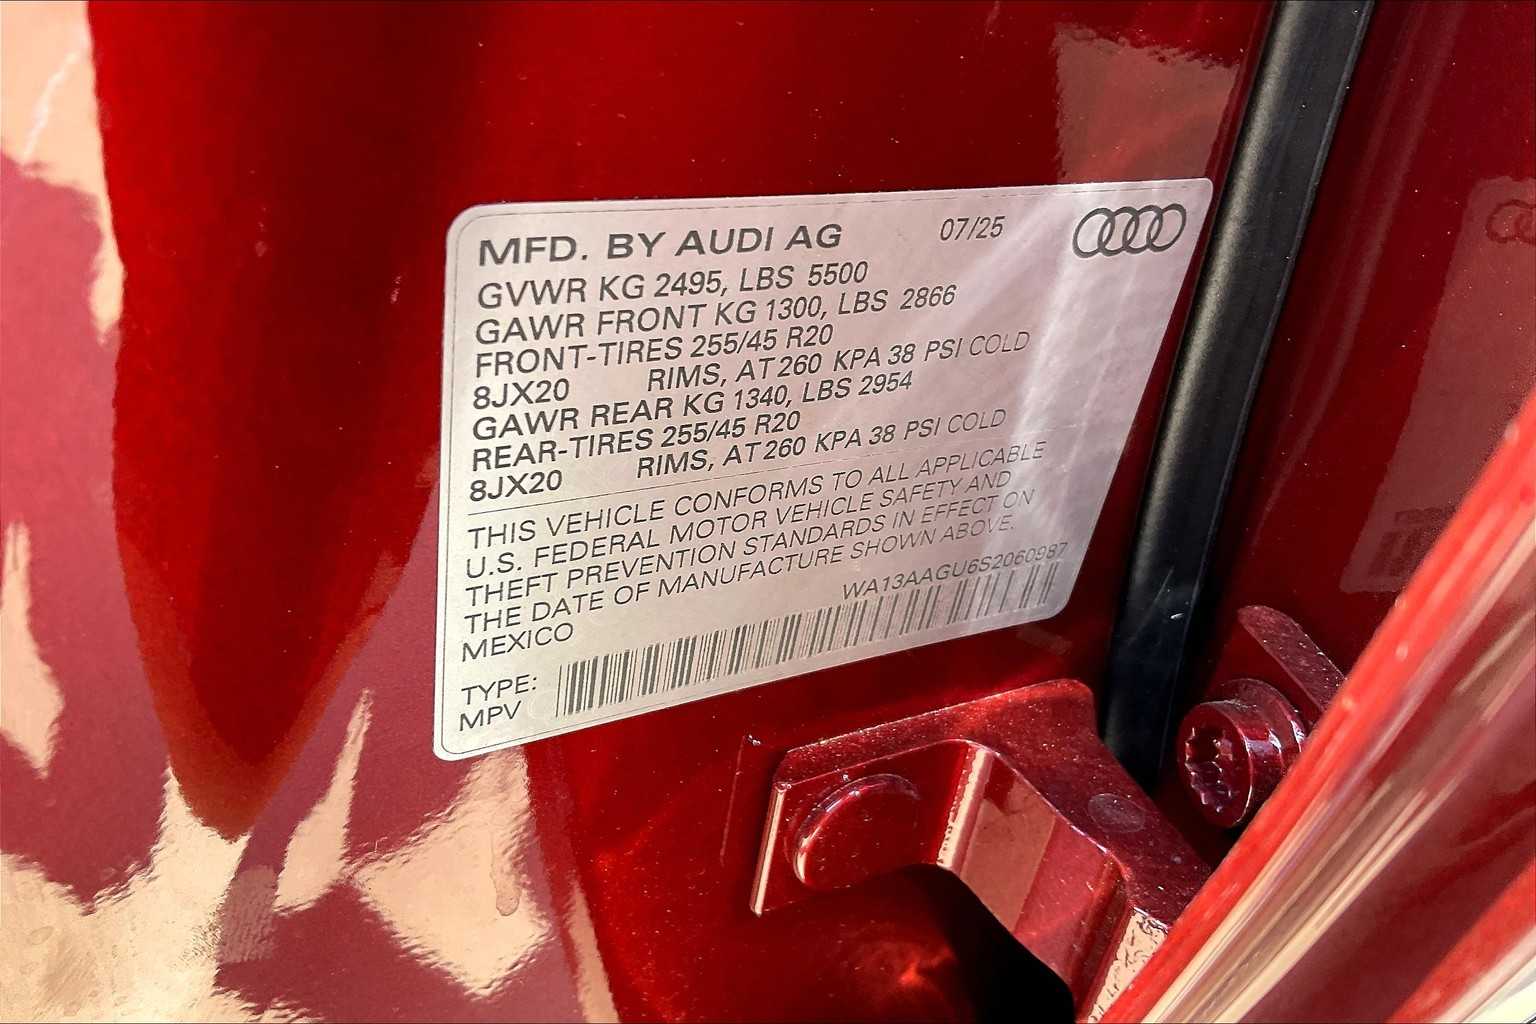 MFD. BY AUDI AG 07/25
GVWR KG 2495, LBS 5500
GAWR FRONT KG 1300, LBS 2866
FRONT-TIRES 255/45 R20
8JX20 RIMS, AT 260 KPA 38 PSI COLD
GAWR REAR KG 1340, LBS 2954
REAR-TIRES 255/45 R20
8JX20 RIMS, AT 260 KPA 38 PSI COLD
THIS VEHICLE CONFORMS TO ALL APPLICABLE
U.S. FEDERAL MOTOR VEHICLE SAFETY AND
THEFT PREVENTION STANDARDS IN EFFECT ON
THE DATE OF MANUFACTURE SHOWN ABOVE.
MEXICO WA13AAGU6S2060987
TYPE:
MPV